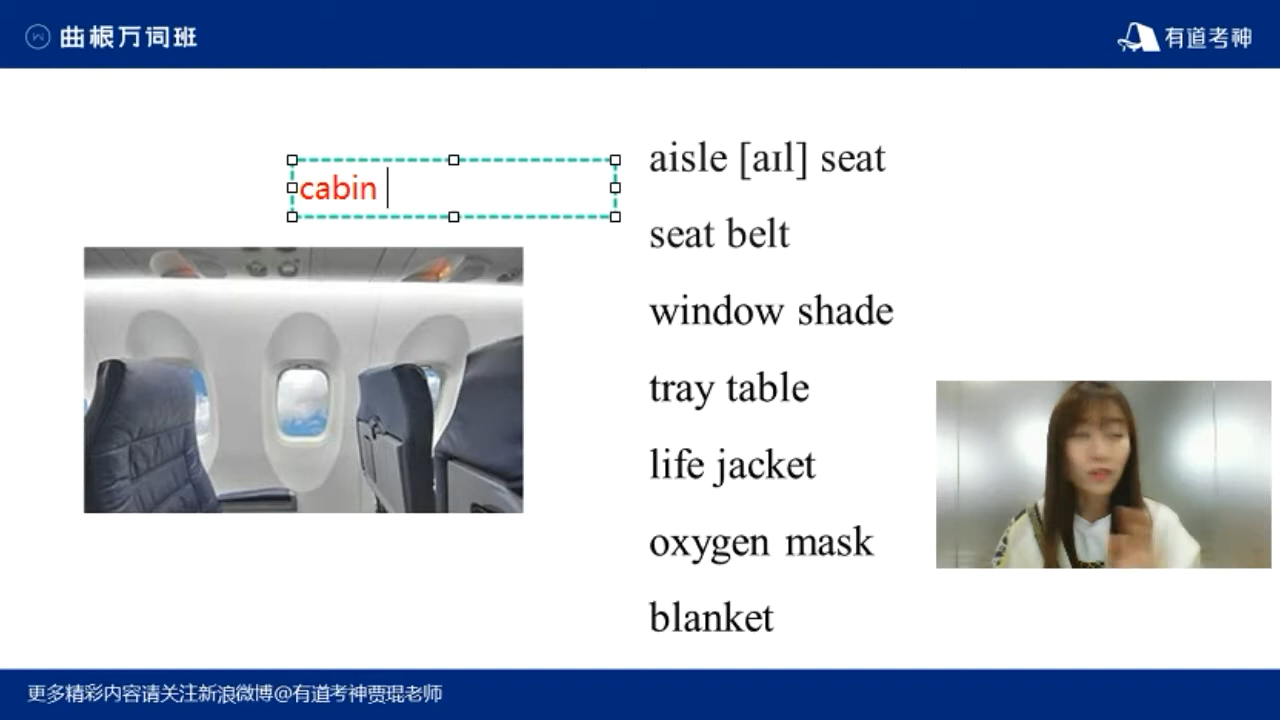 曲根万词班
有道考神
cabin
aisle [aɪl] seat
seat belt
window shade
tray table
life jacket
oxygen mask
blanket
更多精彩内容请关注新浪微博@有道考神贾琨老师